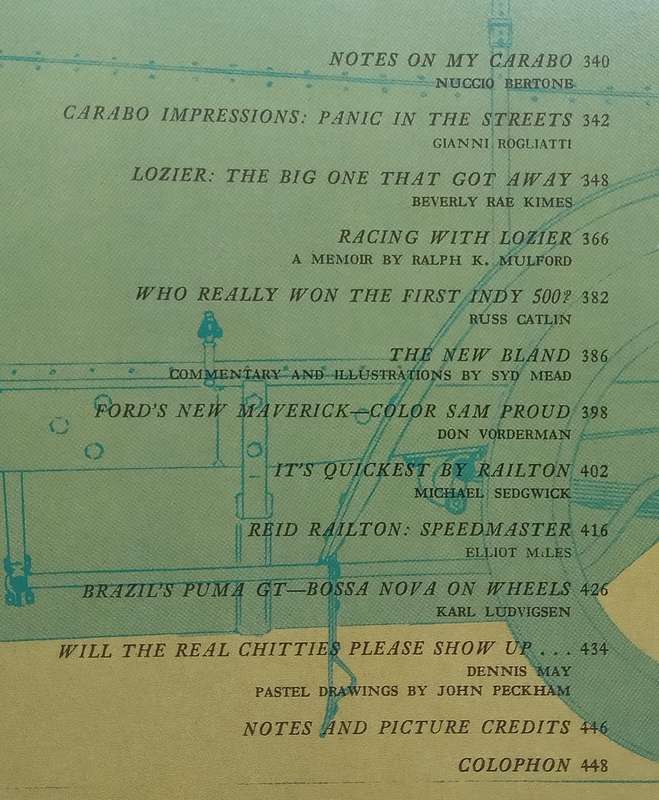 NOTES ON MY CARABO 340
NUCCIO BERTONE
CARABO IMPRESSIONS: PANIC IN THE STREETS 342
GIANNI ROGLIATTI
LOZIER: THE BIG ONE THAT GOT AWAY 348
BEVERLY RAE KIMES
RACING WITH LOZIER 366
A MEMOIR BY RALPH K. MULFORD
WHO REALLY WON THE FIRST INDY 500? 382
RUSS CATLIN
THE NEW BLAND 386
COMMENTARY AND ILLUSTRATIONS BY SYD MEAD
FORD'S NEW MAVERICK—COLOR SAM PROUD 398
DON VORDERMAN
IT'S QUICKEST BY RAILTON 402
MICHAEL SEDGWICK
REID RAILTON: SPEEDMASTER 416
ELLIOT MILES
BRAZIL'S PUMA GT—BOSSA NOVA ON WHEELS 426
KARL LUDVIGSEN
WILL THE REAL CHITTIES PLEASE SHOW UP . . . 434
DENNIS MAY
PASTEL DRAWINGS BY JOHN PECKHAM
NOTES AND PICTURE CREDITS 446
COLOPHON 448